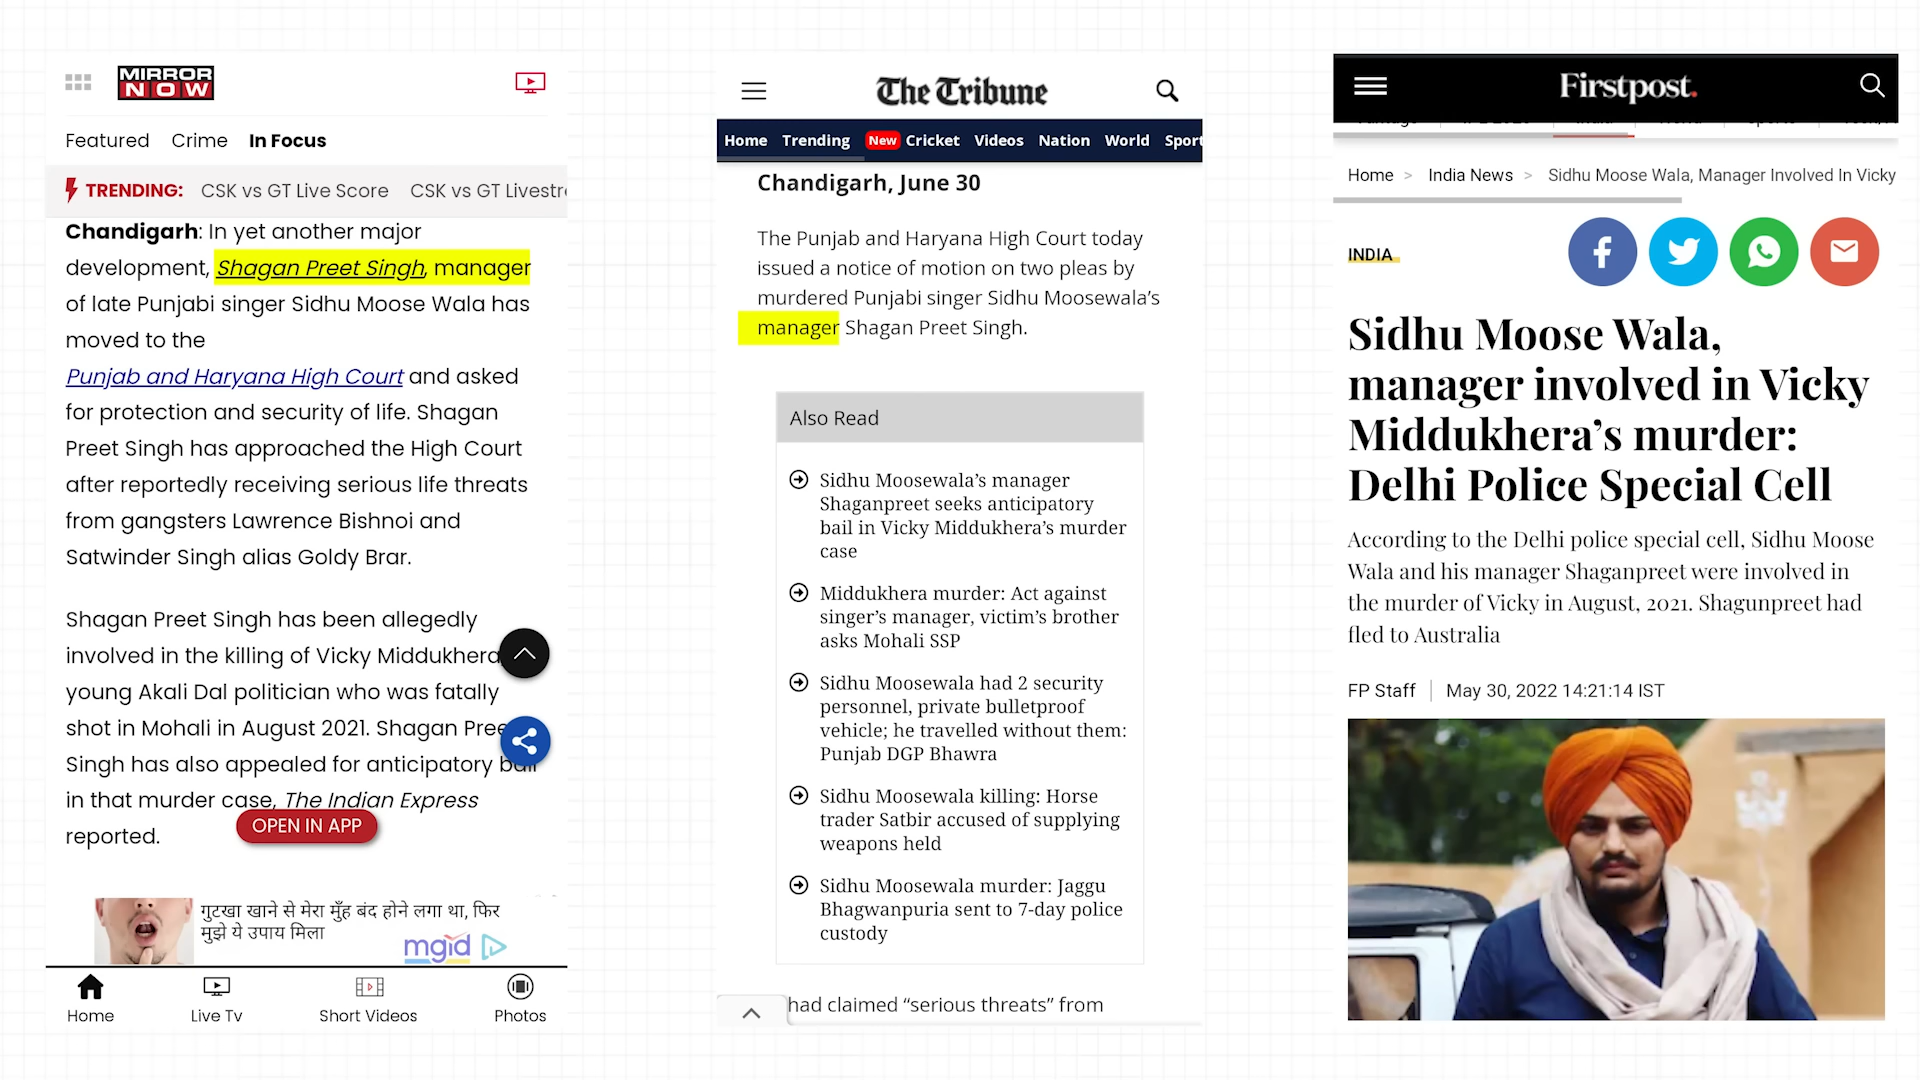 MIRROR
NOW
Featured Crime In Focus
TRENDING: CSK vs GT Live Score CSK vs GT
Chandigarh: In yet another major
development, Shagan Preet Singh, manager
of late Punjabi singer Sidhu Moose Wala has
moved to the
Punjab and Haryana High Court and asked
for protection and security of life. Shagan
Preet Singh has approached the High Court
after reportedly receiving serious life threats
from gangsters Lawrence Bishnoi and
Satwinder Singh alias Goldy Brar.
Shagan Preet Singh has been allegedly
involved in the killing of Vicky Middukhera
young Akali Dal politician who was fatally
shot in Mohali in August 2021. Shagan
Singh has also appealed for anticipatory
in that murder case, The Indian Express
reported.
OPEN IN APP
गुटखा खाने से मेरा मुँह बंद होने लगा था, फिर
मुझे ये उपाय मिला
mgid
Home Live Tv Short Videos Photos
The Tribune
Home Trending New Cricket Videos Nation World
Chandigarh, June 30
The Punjab and Haryana High Court today
issued a notice of motion on two pleas by
murdered Punjabi singer Sidhu Moosewala’s
manager Shagan Preet Singh.
Also Read
Sidhu Moosewala’s manager
Shaganpreet seeks anticipatory
bail in Vicky Middukhera’s murder
case
Middukhera murder: Act against
singer’s manager, victim’s brother
asks Mohali SSP
Sidhu Moosewala had 2 security
personnel, private bulletproof
vehicle; he travelled without them:
Punjab DGP Bhawra
Sidhu Moosewala killing: Horse
trader Satbir accused of supplying
weapons held
Sidhu Moosewala murder: Jaggu
Bhagwanpuria sent to 7-day police
custody
had claimed “serious threats” from
Firstpost.
Home > India News > Sidhu Moose Wala, Manager Involved In Vicky
INDIA
Sidhu Moose Wala,
manager involved in Vicky
Middukhera’s murder:
Delhi Police Special Cell
According to the Delhi police special cell, Sidhu Moose
Wala and his manager Shaganpreet were involved in
the murder of Vicky in August, 2021. Shagunpreet had
fled to Australia
FP Staff | May 30, 2022 14:21:14 IST